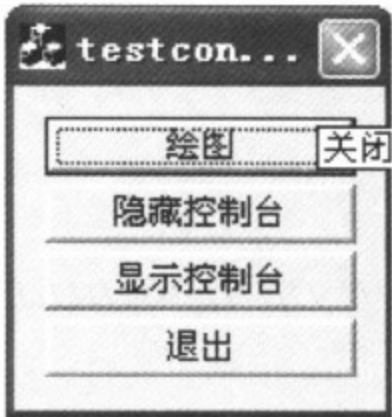 testcon...
绘图
关闭
隐藏控制台
显示控制台
退出